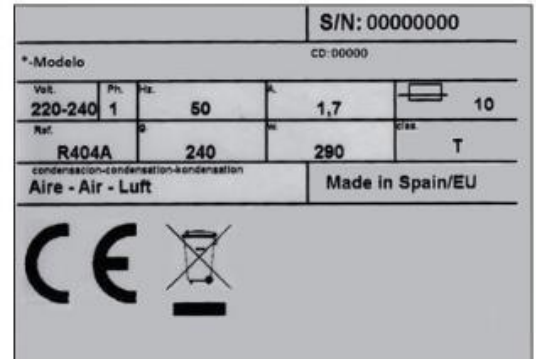 S/N: 00000000
*-Modelo
CD:00000
Volt. Ph. Hz. A.
220-240 1 50 1,7 10
Ref. g. w. clas.
R404A 240 290 T
condensacion-condensation-kondensation
Aire - Air - Luft
Made in Spain/EU
CE